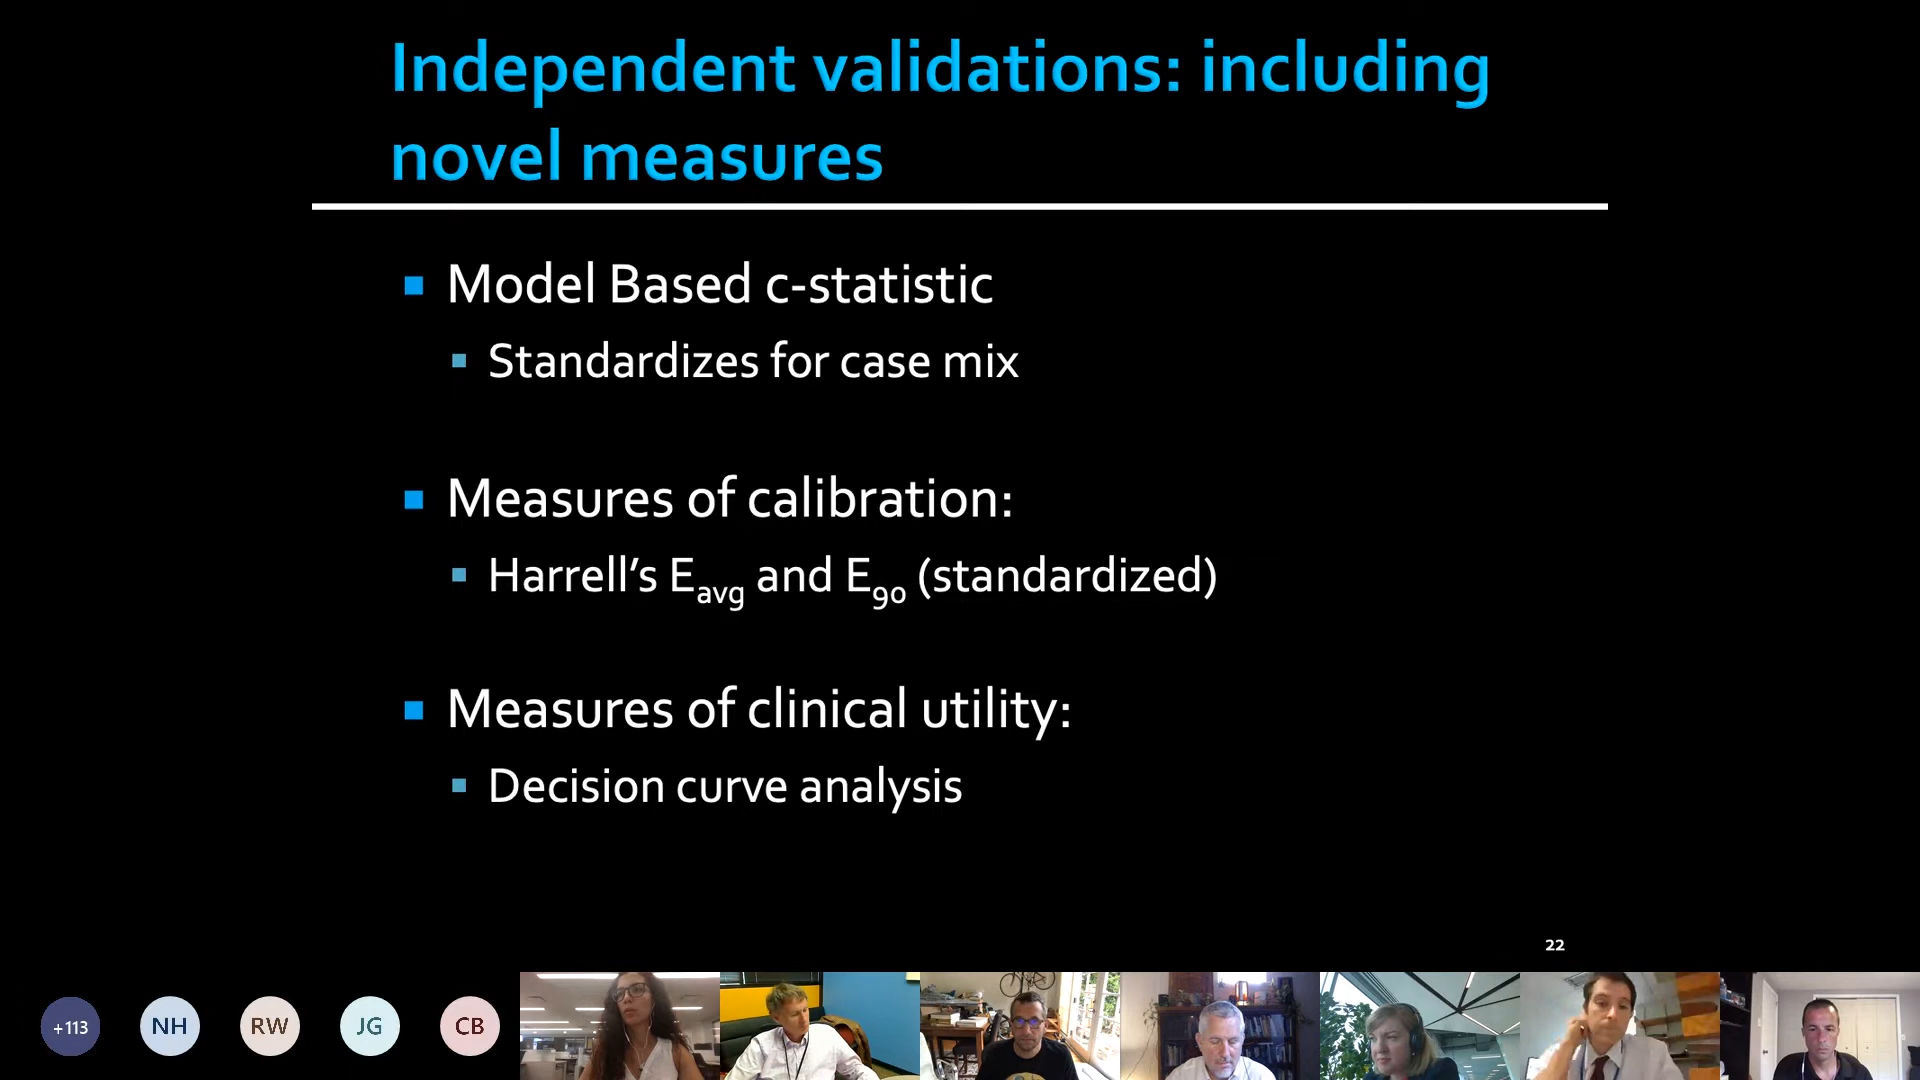 Independent validations: including
novel measures
Model Based c-statistic
Standardizes for case mix
Measures of calibration:
Harrell's Eavg and E90 (standardized)
Measures of clinical utility:
Decision curve analysis
22
+113 NH RW JG CB